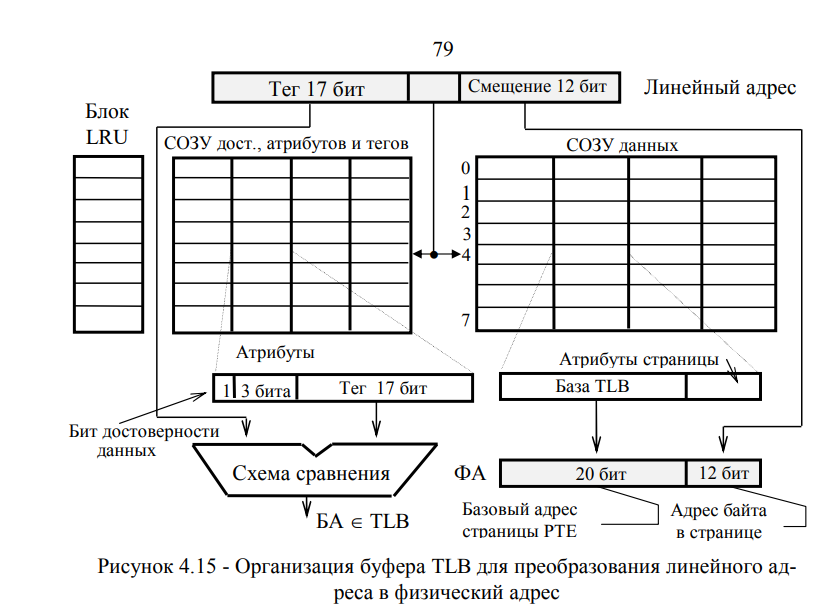 79
Тег 17 бит
Смещение 12 бит
Линейный адрес
Блок
LRU
СОЗУ дост., атрибутов и тегов
СОЗУ данных
0
1
2
3
4
7
Атрибуты
Атрибуты страницы
1
3 бита
Тег 17 бит
База TLB
Бит достоверности
данных
Схема сравнения
БА ∈ TLB
ФА
20 бит
12 бит
Базовый адрес
страницы PTE
Адрес байта
в странице
Рисунок 4.15 - Организация буфера TLB для преобразования линейного ад-
реса в физический адрес